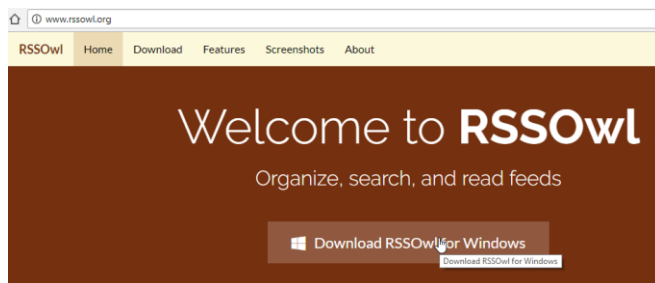 www.rssowl.org
RSSOwl Home Download Features Screenshots About
Welcome to RSSOwl
Organize, search, and read feeds
Download RSSOwl for Windows
Download RSSOwl for Windows